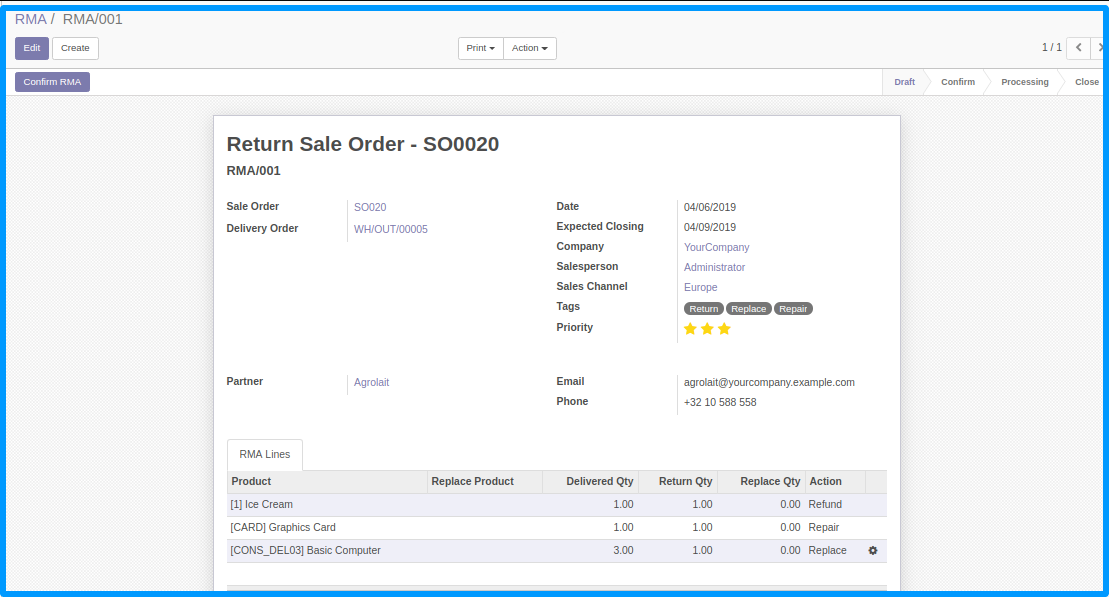 RMA / RMA/001
Edit Create Print Action 1 / 1
Confirm RMA Draft Confirm Processing Close
Return Sale Order - SO0020
RMA/001
Sale Order SO020
Delivery Order WH/OUT/00005
Date 04/06/2019
Expected Closing 04/09/2019
Company YourCompany
Salesperson Administrator
Sales Channel Europe
Tags Return Replace Repair
Priority
Partner Agrolait
Email agrolait@yourcompany.example.com
Phone +32 10 588 558
RMA Lines
Product Replace Product Delivered Qty Return Qty Replace Qty Action
[1] Ice Cream 1.00 1.00 0.00 Refund
[CARD] Graphics Card 1.00 1.00 0.00 Repair
[CONS_DEL03] Basic Computer 3.00 1.00 0.00 Replace